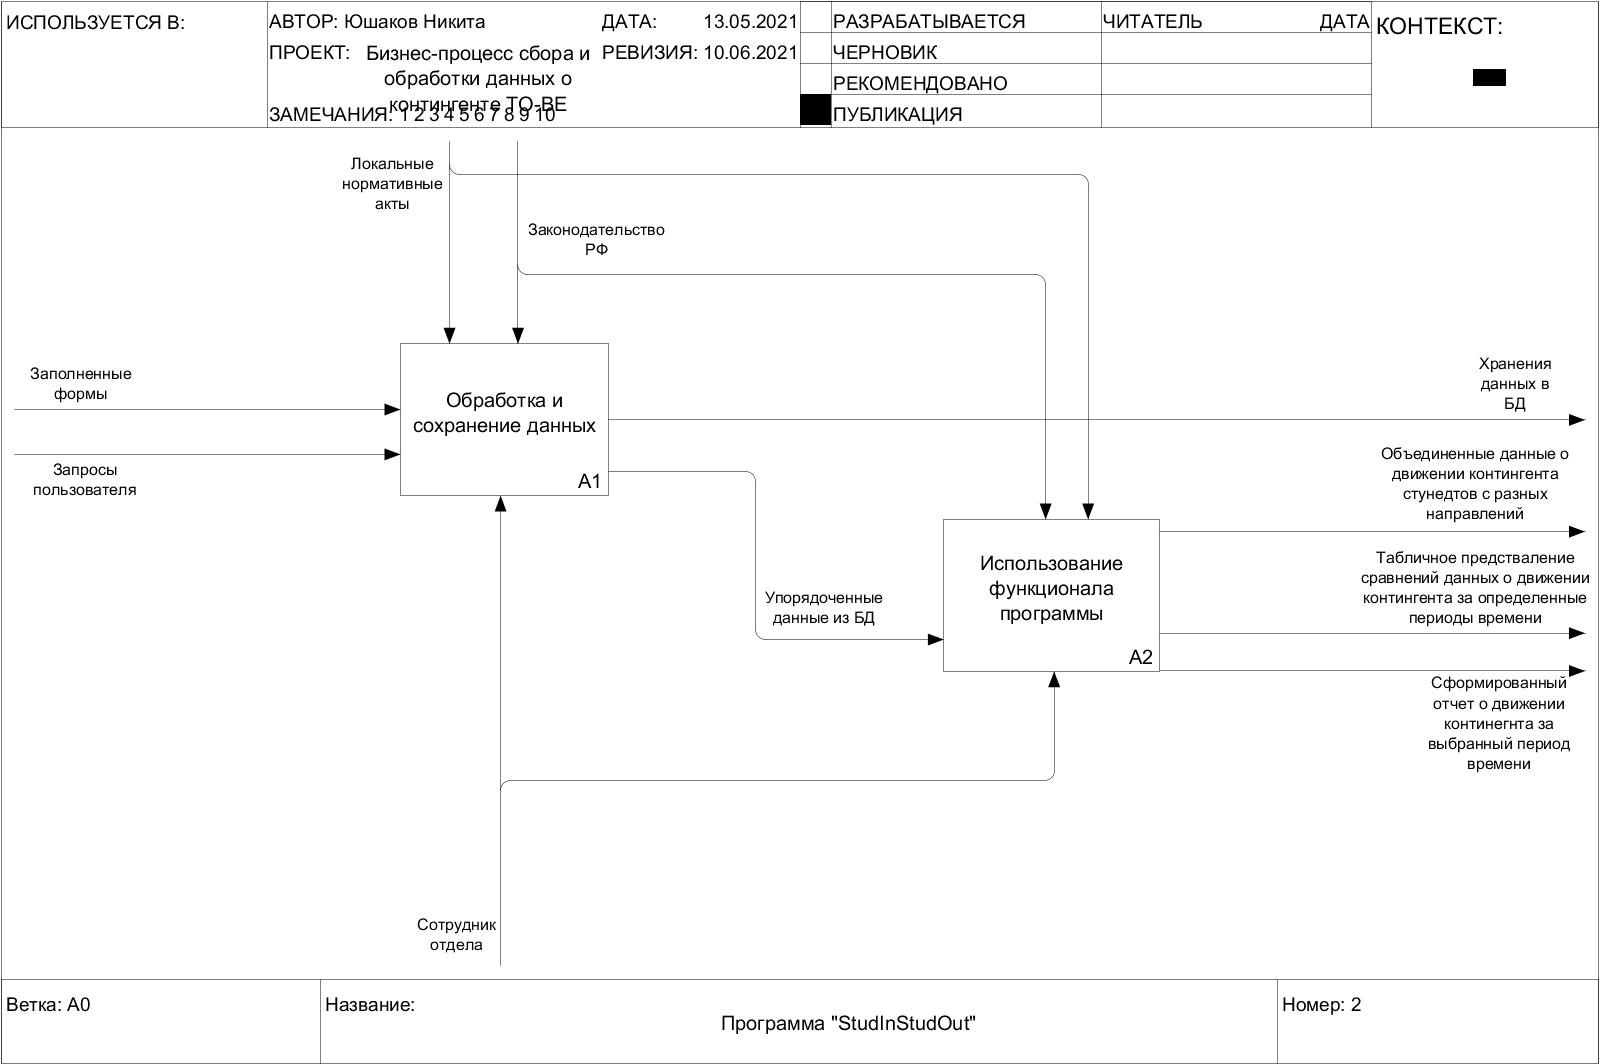 ИСПОЛЬЗУЕТСЯ В:
АВТОР: Юшаков Никита
ДАТА: 13.05.2021
ПРОЕКТ: Бизнес-процесс сбора и
обработки данных о
контингенте TO-BE
РЕВИЗИЯ: 10.06.2021
ЗАМЕЧАНИЯ: 1 2 3 4 5 6 7 8 9 10
РАЗРАБАТЫВАЕТСЯ
ЧЕРНОВИК
РЕКОМЕНДОВАНО
ПУБЛИКАЦИЯ
ЧИТАТЕЛЬ
ДАТА
КОНТЕКСТ:
Локальные
нормативные
акты
Законодательство
РФ
Заполненные
формы
Запросы
пользователя
Обработка и
сохранение данных
A1
Хранения
данных в
БД
Объединенные данные о
движении контингента
стунедтов с разных
направлений
Упорядоченные
данные из БД
Использование
функционала
программы
A2
Табличное предстваление
сравнений данных о движении
контингента за определенные
периоды времени
Сформированный
отчет о движении
континегнта за
выбранный период
времени
Сотрудник
отдела
Ветка: A0
Название:
Программа "StudInStudOut"
Номер: 2